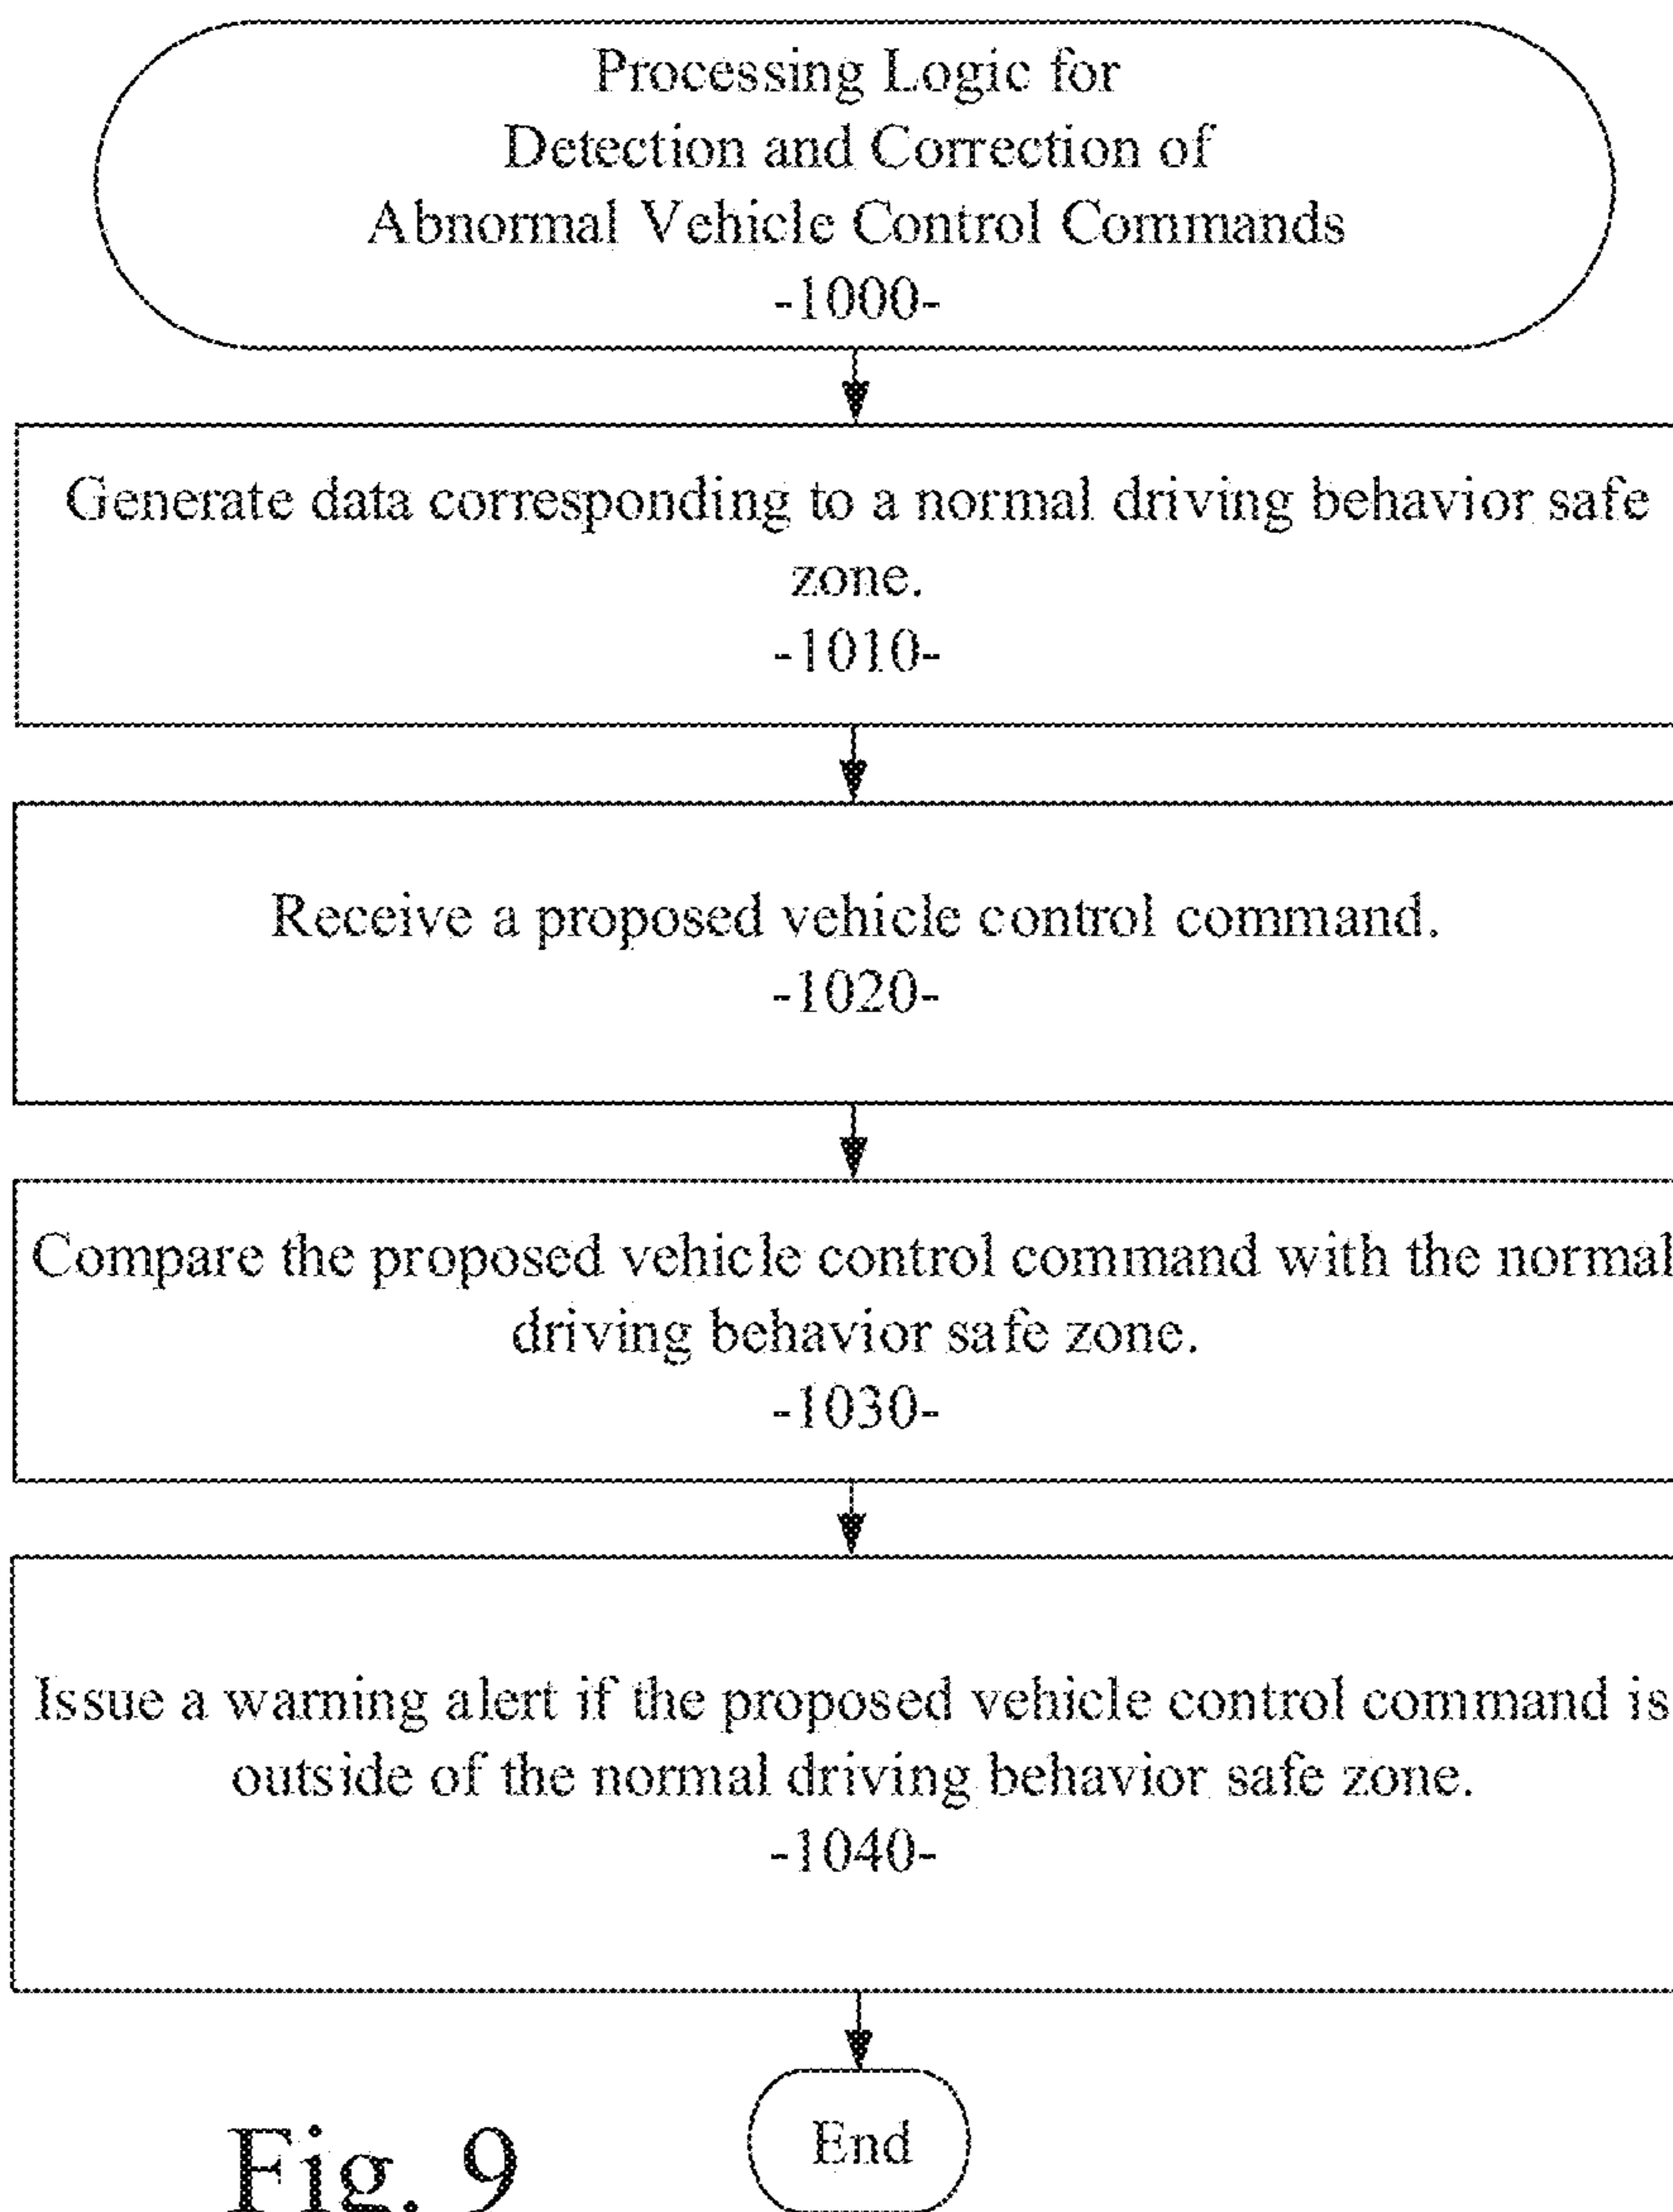 Processing Logic for
Detection and Correction of
Abnormal Vehicle Control Commands
-1000-
Generate data corresponding to a normal driving behavior safe
zone.
-1010-
Receive a proposed vehicle control command.
-1020-
Compare the proposed vehicle control command with the normal
driving behavior safe zone.
-1030-
Issue a warning alert if the proposed vehicle control command is
outside of the normal driving behavior safe zone.
-1040-
End
Fig. 9